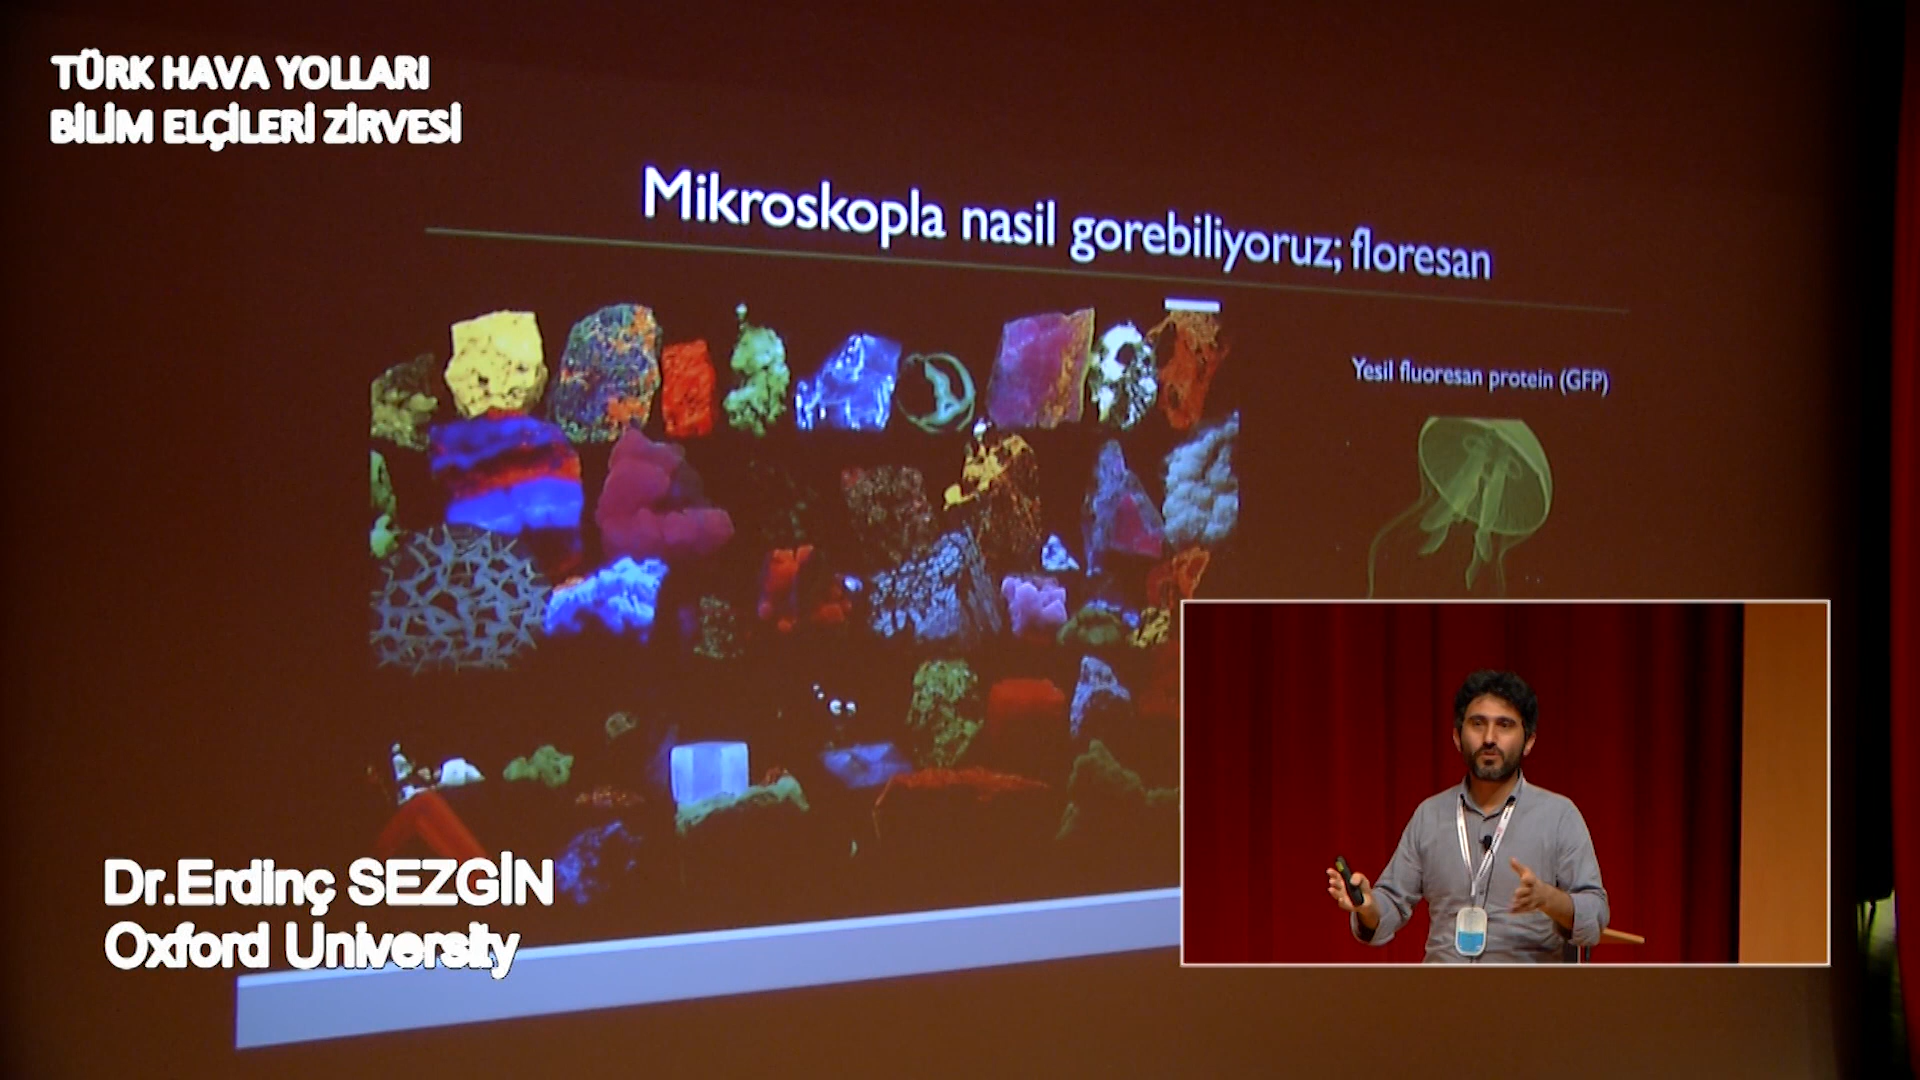 TÜRK HAVA YOLLARI
BİLİM ELÇİLERİ ZİRVESİ
Mikroskopla nasil gorebiliyoruz; floresan
Yesil fluoresan protein (GFP)
Dr.Erdinç SEZGİN
Oxford University